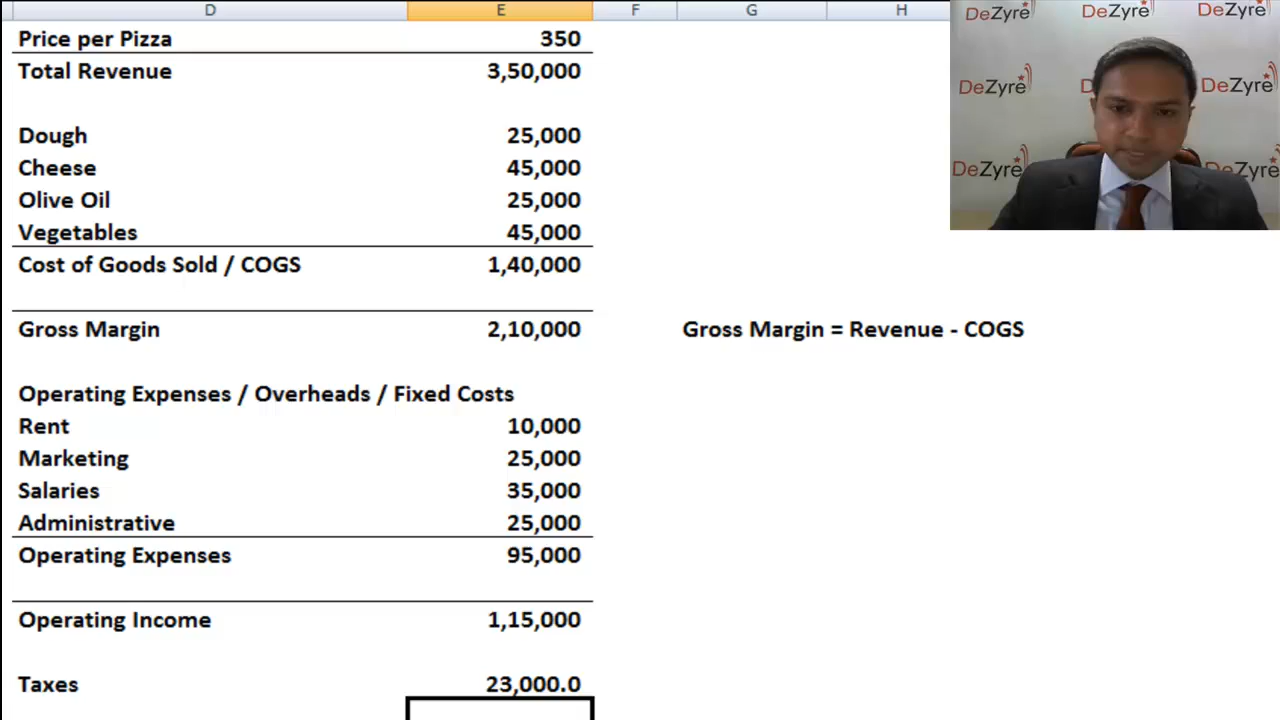 D E F G H
Price per Pizza 350
Total Revenue 3,50,000
Dough 25,000
Cheese 45,000
Olive Oil 25,000
Vegetables 45,000
Cost of Goods Sold / COGS 1,40,000
Gross Margin 2,10,000 Gross Margin = Revenue - COGS
Operating Expenses / Overheads / Fixed Costs
Rent 10,000
Marketing 25,000
Salaries 35,000
Administrative 25,000
Operating Expenses 95,000
Operating Income 1,15,000
Taxes 23,000.0
DeZyre DeZyre DeZyre
DeZyre De DeZyre
DeZyre DeZyre